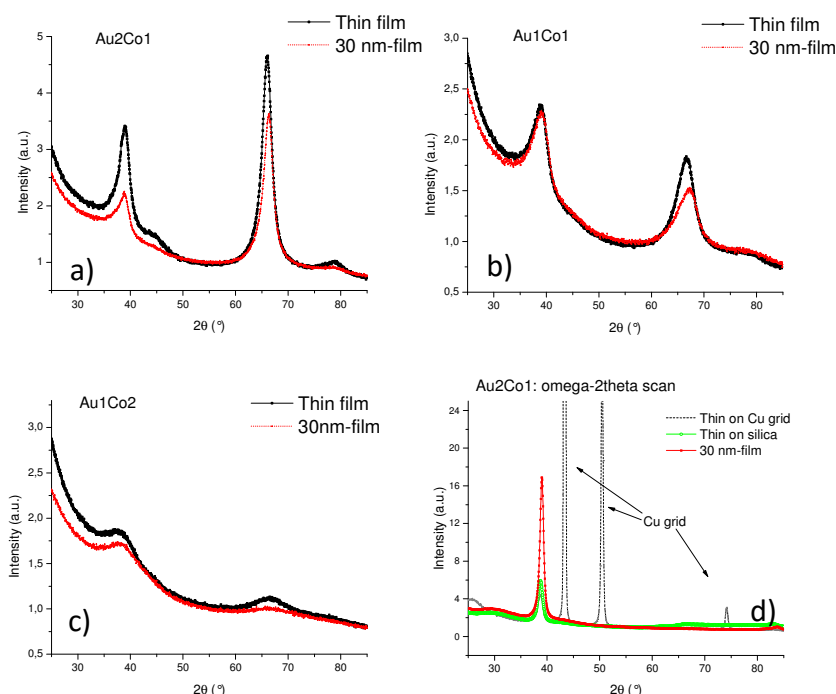 Au2Co1
Thin film
30 nm-film
5
4
3
2
1
Intensity (a.u.)
a)
30 40 50 60 70 80
2θ (°)
Au1Co1
Thin film
30 nm-film
3,0
2,5
2,0
1,5
1,0
0,5
Intensity (a.u.)
b)
30 40 50 60 70 80
2θ (°)
Au1Co2
Thin film
30nm-film
3,0
2,5
2,0
1,5
1,0
0,5
Intensity (a.u.)
c)
30 40 50 60 70 80
2θ (°)
Au2Co1: omega-2theta scan
Thin on Cu grid
Thin on silica
30 nm-film
24
20
16
12
8
4
0
Intensity (a.u.)
Cu grid
d)
30 40 50 60 70 80
2θ (°)